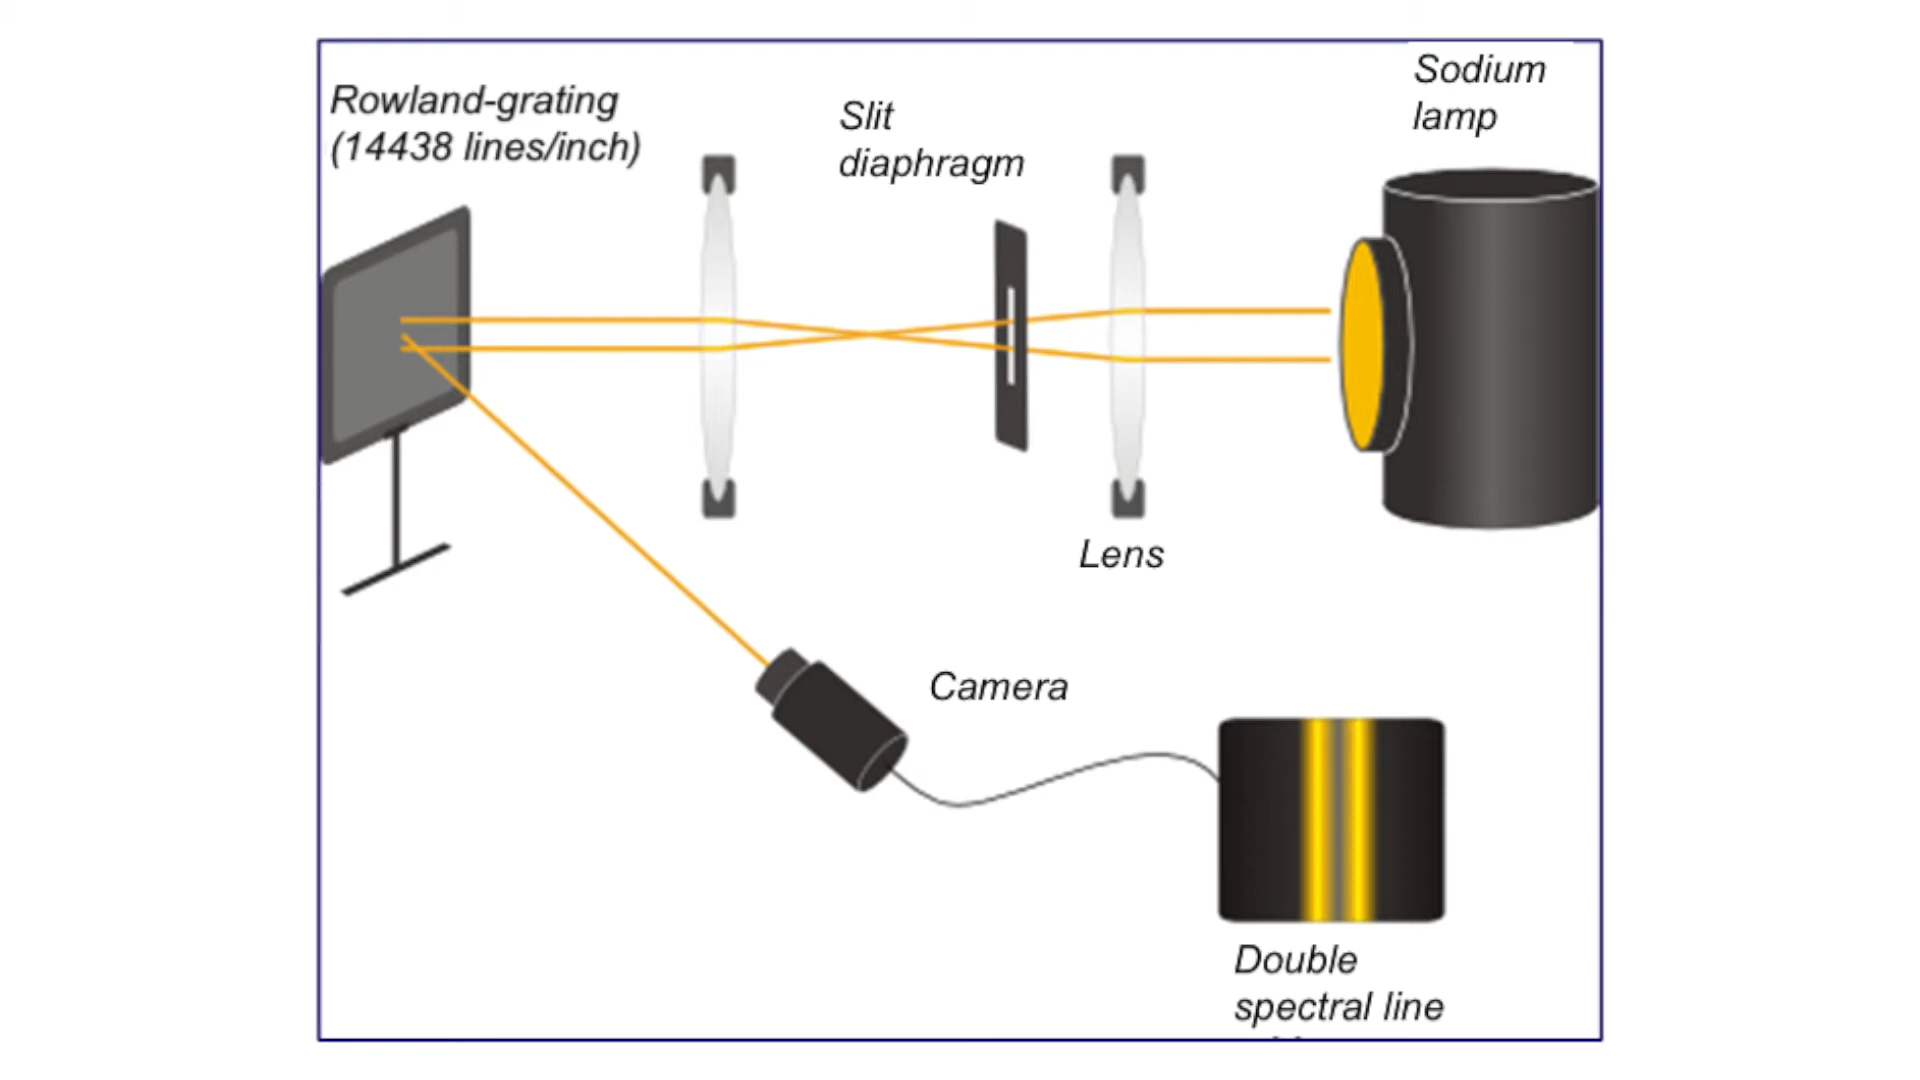 Rowland-grating
(14438 lines/inch)
Slit
diaphragm
Sodium
lamp
Lens
Camera
Double
spectral line